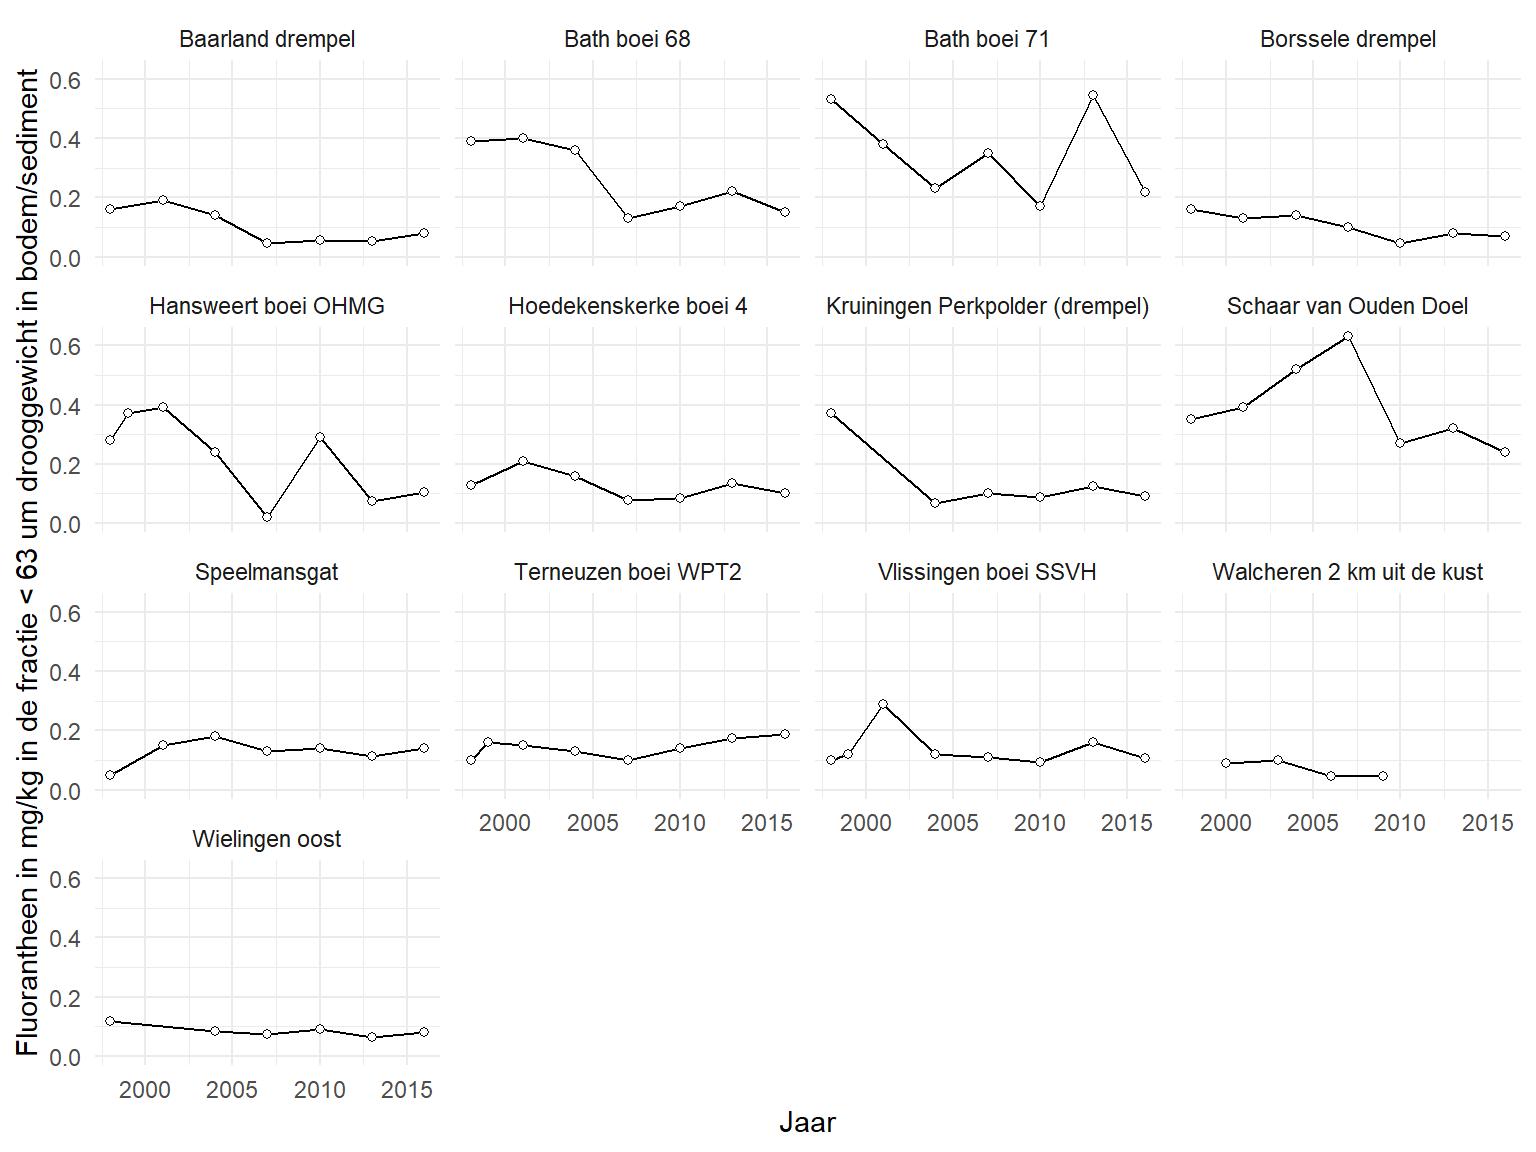 Fluorantheen in mg/kg in de fractie < 63 um drooggewicht in bodem/sediment
Baarland drempel
Bath boei 68
Bath boei 71
Borssele drempel
0.6
0.4
0.2
0.0
Hansweert boei OHMG
Hoedekenskerke boei 4
Kruiningen Perkpolder (drempel)
Schaar van Ouden Doel
0.6
0.4
0.2
0.0
Speelmansgat
Terneuzen boei WPT2
Vlissingen boei SSVH
Walcheren 2 km uit de kust
0.6
0.4
0.2
0.0
2000 2005 2010 2015
2000 2005 2010 2015
2000 2005 2010 2015
Wielingen oost
0.6
0.4
0.2
0.0
2000 2005 2010 2015
Jaar